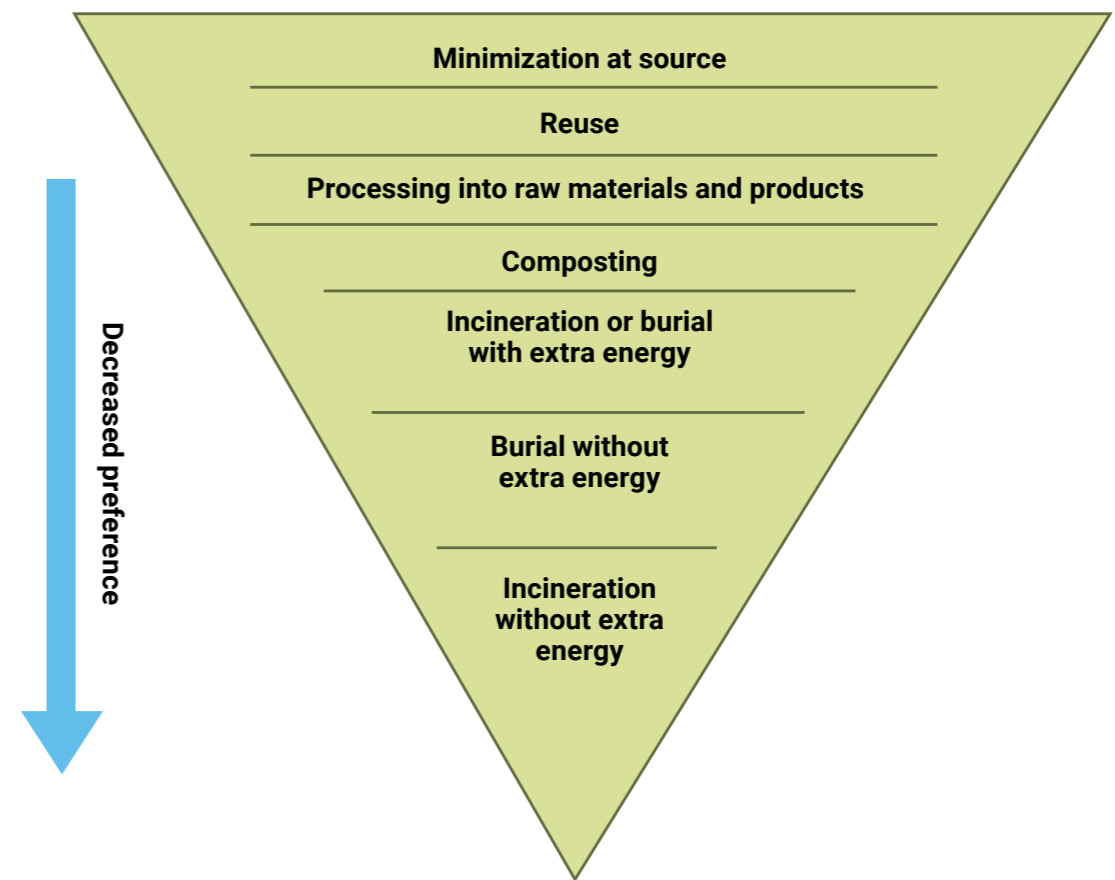 Minimization at source
Reuse
Processing into raw materials and products
Composting
Incineration or burial
with extra energy
Burial without
extra energy
Incineration
without extra
energy
Decreased preference